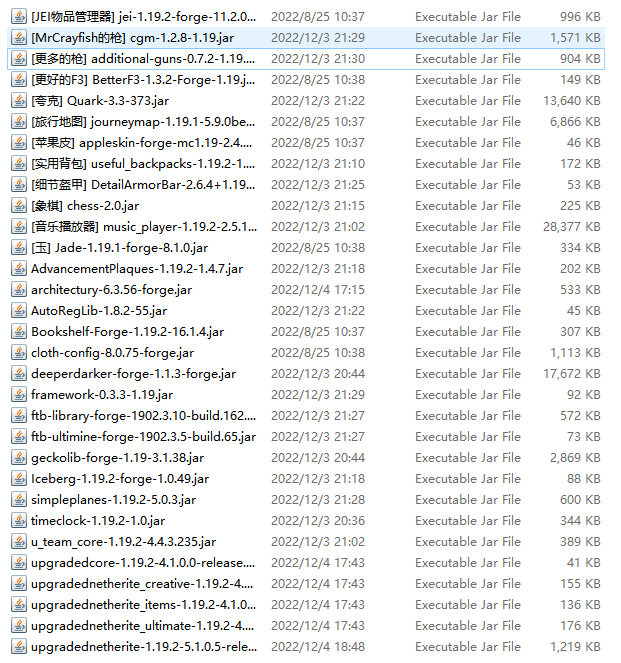 [JEI物品管理器] jei-1.19.2-forge-11.2.0... 2022/8/25 10:37 Executable Jar File 996 KB
[MrCrayfish的枪] cgm-1.2.8-1.19.jar 2022/12/3 21:29 Executable Jar File 1,571 KB
[更多的枪] additional-guns-0.7.2-1.19.... 2022/12/3 21:30 Executable Jar File 904 KB
[更好的F3] BetterF3-1.3.2-Forge-1.19.j... 2022/8/25 10:38 Executable Jar File 149 KB
[夸克] Quark-3.3-373.jar 2022/12/3 21:22 Executable Jar File 13,640 KB
[旅行地图] journeymap-1.19.1-5.9.0be... 2022/8/25 10:37 Executable Jar File 6,866 KB
[苹果皮] appleskin-forge-mc1.19-2.4.... 2022/8/25 10:37 Executable Jar File 46 KB
[实用背包] useful_backpacks-1.19.2-1.... 2022/12/3 21:10 Executable Jar File 172 KB
[细节盔甲] DetailArmorBar-2.6.4+1.19... 2022/12/3 21:25 Executable Jar File 53 KB
[象棋] chess-2.0.jar 2022/12/3 21:15 Executable Jar File 225 KB
[音乐播放器] music_player-1.19.2-2.5.1... 2022/12/3 21:02 Executable Jar File 28,377 KB
[玉] Jade-1.19.1-forge-8.1.0.jar 2022/8/25 10:38 Executable Jar File 334 KB
AdvancementPlaques-1.19.2-1.4.7.jar 2022/12/3 21:18 Executable Jar File 202 KB
architectury-6.3.56-forge.jar 2022/12/4 17:15 Executable Jar File 533 KB
AutoRegLib-1.8.2-55.jar 2022/12/3 21:22 Executable Jar File 45 KB
Bookshelf-Forge-1.19.2-16.1.4.jar 2022/8/25 10:37 Executable Jar File 307 KB
cloth-config-8.0.75-forge.jar 2022/8/25 10:38 Executable Jar File 1,113 KB
deeperdarker-forge-1.1.3-forge.jar 2022/12/3 20:44 Executable Jar File 17,672 KB
framework-0.3.3-1.19.jar 2022/12/3 21:29 Executable Jar File 92 KB
ftb-library-forge-1902.3.10-build.162.... 2022/12/3 21:27 Executable Jar File 572 KB
ftb-ultimine-forge-1902.3.5-build.65.jar 2022/12/3 21:27 Executable Jar File 73 KB
geckolib-forge-1.19-3.1.38.jar 2022/12/3 20:44 Executable Jar File 2,869 KB
Iceberg-1.19.2-forge-1.0.49.jar 2022/12/3 21:18 Executable Jar File 88 KB
simpleplanes-1.19.2-5.0.3.jar 2022/12/3 21:28 Executable Jar File 600 KB
timeclock-1.19.2-1.0.jar 2022/12/3 20:36 Executable Jar File 344 KB
u_team_core-1.19.2-4.4.3.235.jar 2022/12/3 21:02 Executable Jar File 389 KB
upgradedcore-1.19.2-4.1.0.0-release.... 2022/12/4 17:43 Executable Jar File 41 KB
upgradednetherite_creative-1.19.2-4.... 2022/12/4 17:43 Executable Jar File 155 KB
upgradednetherite_items-1.19.2-4.1.0... 2022/12/4 17:43 Executable Jar File 136 KB
upgradednetherite_ultimate-1.19.2-4.... 2022/12/4 17:43 Executable Jar File 176 KB
upgradednetherite-1.19.2-5.1.0.5-rele... 2022/12/4 18:48 Executable Jar File 1,219 KB